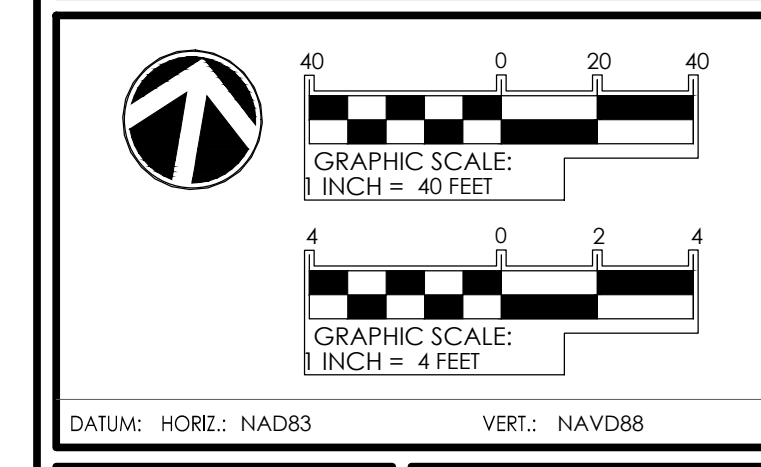 40 0 20 40
GRAPHIC SCALE:
1 INCH = 40 FEET
4 0 2 4
GRAPHIC SCALE:
1 INCH = 4 FEET
DATUM: HORIZ.: NAD83 VERT.: NAVD88